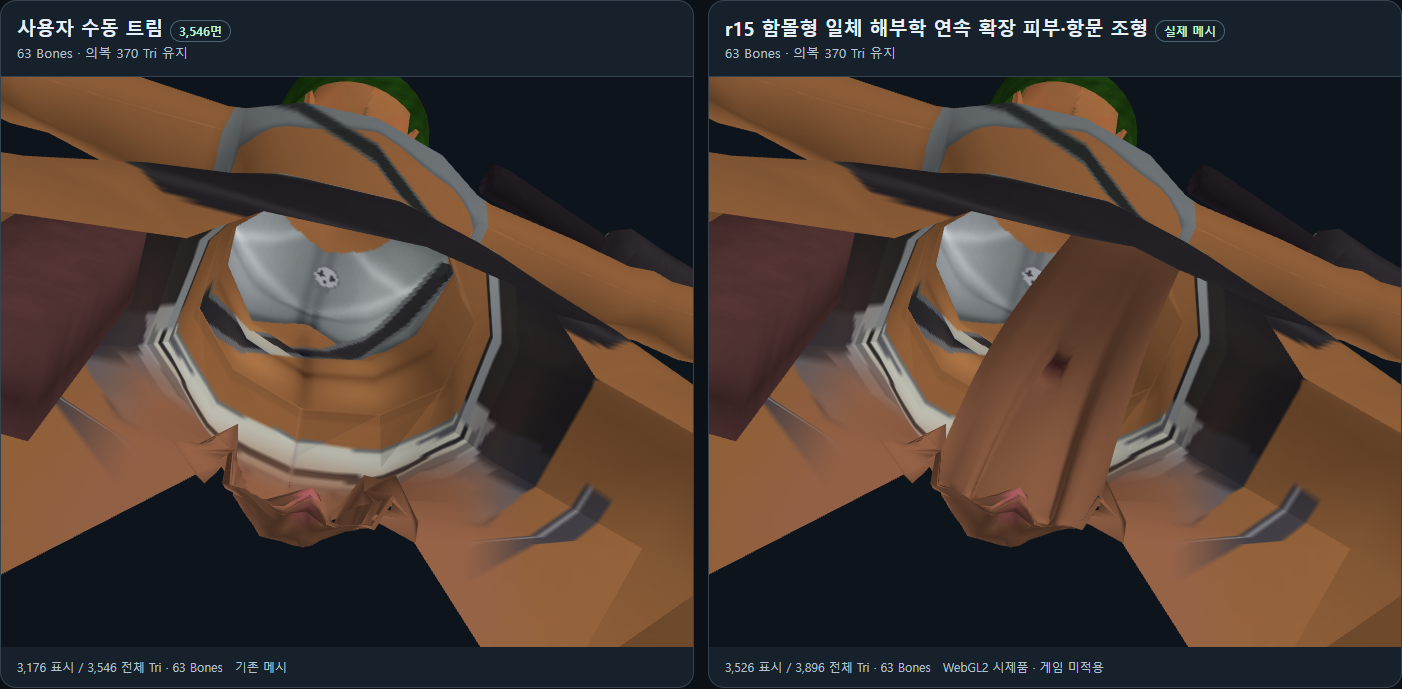 사용자 수동 트림 3,546면
63 Bones · 의복 370 Tri 유지
3,176 표시 / 3,546 전체 Tri · 63 Bones 기존 메시
r15 함몰형 일체 해부학 연속 확장 피부·항문 조형 실제 메시
63 Bones · 의복 370 Tri 유지
3,526 표시 / 3,896 전체 Tri · 63 Bones WebGL2 시제품 · 게임 미적용